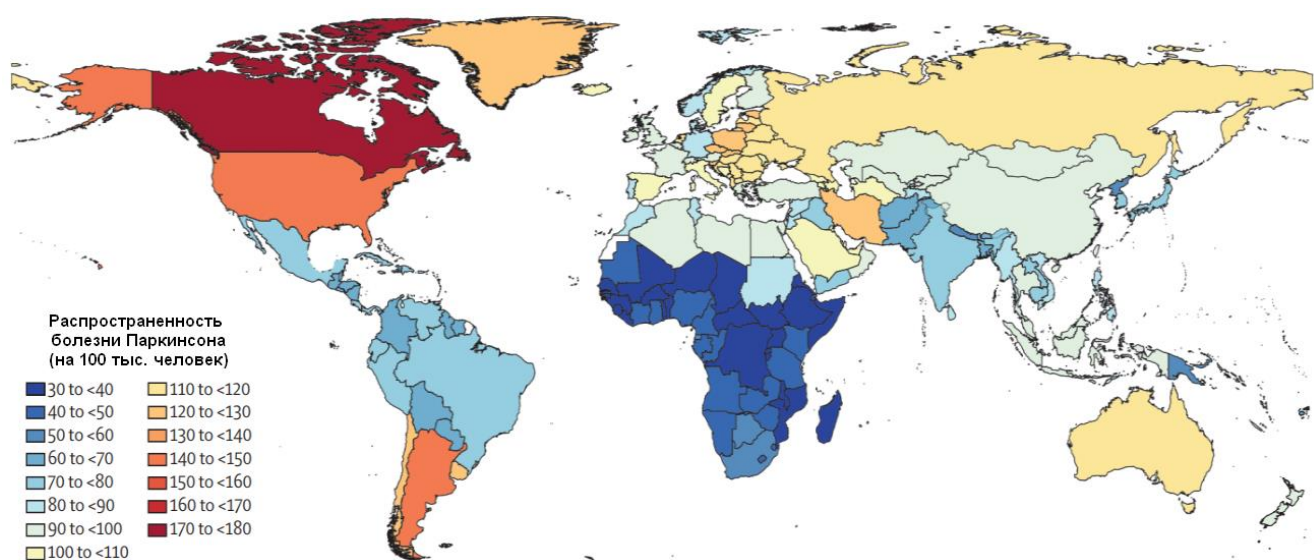 Распространенность
болезни Паркинсона
(на 100 тыс. человек)
30 to <40
40 to <50
50 to <60
60 to <70
70 to <80
80 to <90
90 to <100
100 to <110
110 to <120
120 to <130
130 to <140
140 to <150
150 to <160
160 to <170
170 to <180